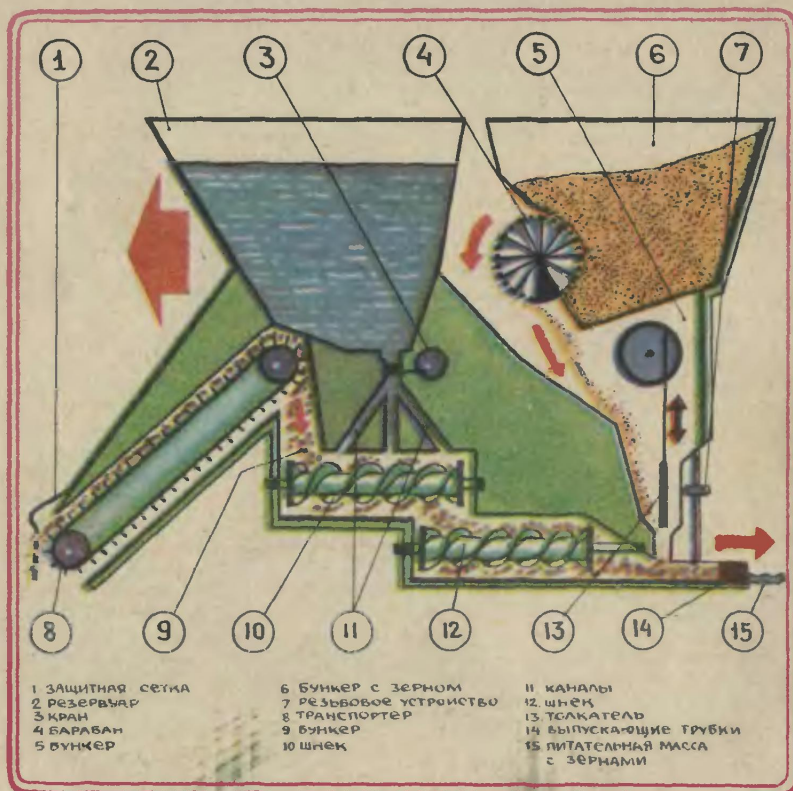 1 2 3 4 5 6 7
8 9 10 11 12 13 14 15
1 ЗАЩИТНАЯ СЕТКА
2 РЕЗЕРВУАР
3 КРАН
4 БАРАБАН
5 БУНКЕР
6 БУНКЕР С ЗЕРНОМ
7 РЕЗЬБОВОЕ УСТРОЙСТВО
8 ТРАНСПОРТЕР
9 БУНКЕР
10 ШНЕК
11 КАНАЛЫ
12. ШНЕК
13. ТОЛКАТЕЛЬ
14 ВЫПУСКАЮЩИЕ ТРУБКИ
15 ПИТАТЕЛЬНАЯ МАССА
С ЗЕРНАМИ